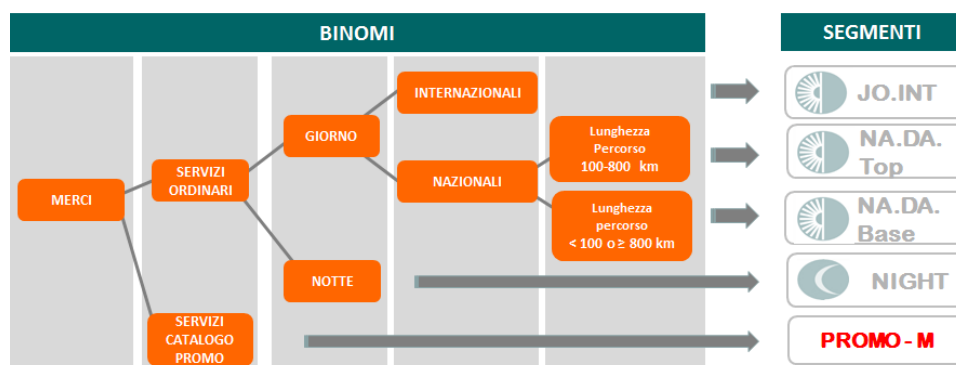 BINOMI
SEGMENTI
MERCI
SERVIZI
ORDINARI
SERVIZI
CATALOGO
PROMO
GIORNO
NOTTE
INTERNAZIONALI
NAZIONALI
Lunghezza
Percorso
100-800 km
Lunghezza
percorso
< 100 o ≥ 800 km
JO.INT
NA.DA.
Top
NA.DA.
Base
NIGHT
PROMO - M